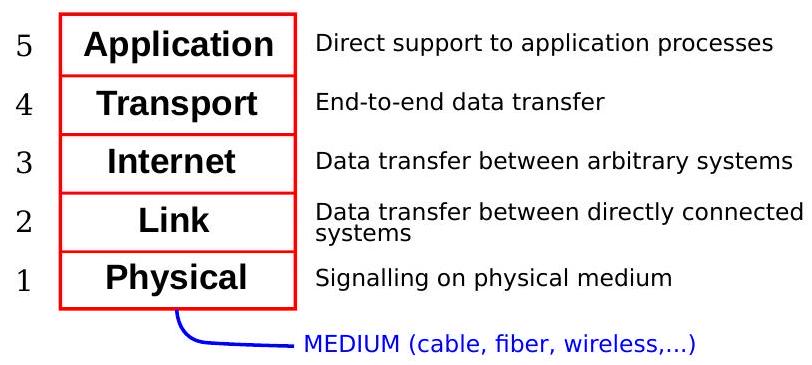 5 Application Direct support to application processes
4 Transport End-to-end data transfer
3 Internet Data transfer between arbitrary systems
2 Link Data transfer between directly connected
systems
1 Physical Signalling on physical medium
MEDIUM (cable, fiber, wireless,...)